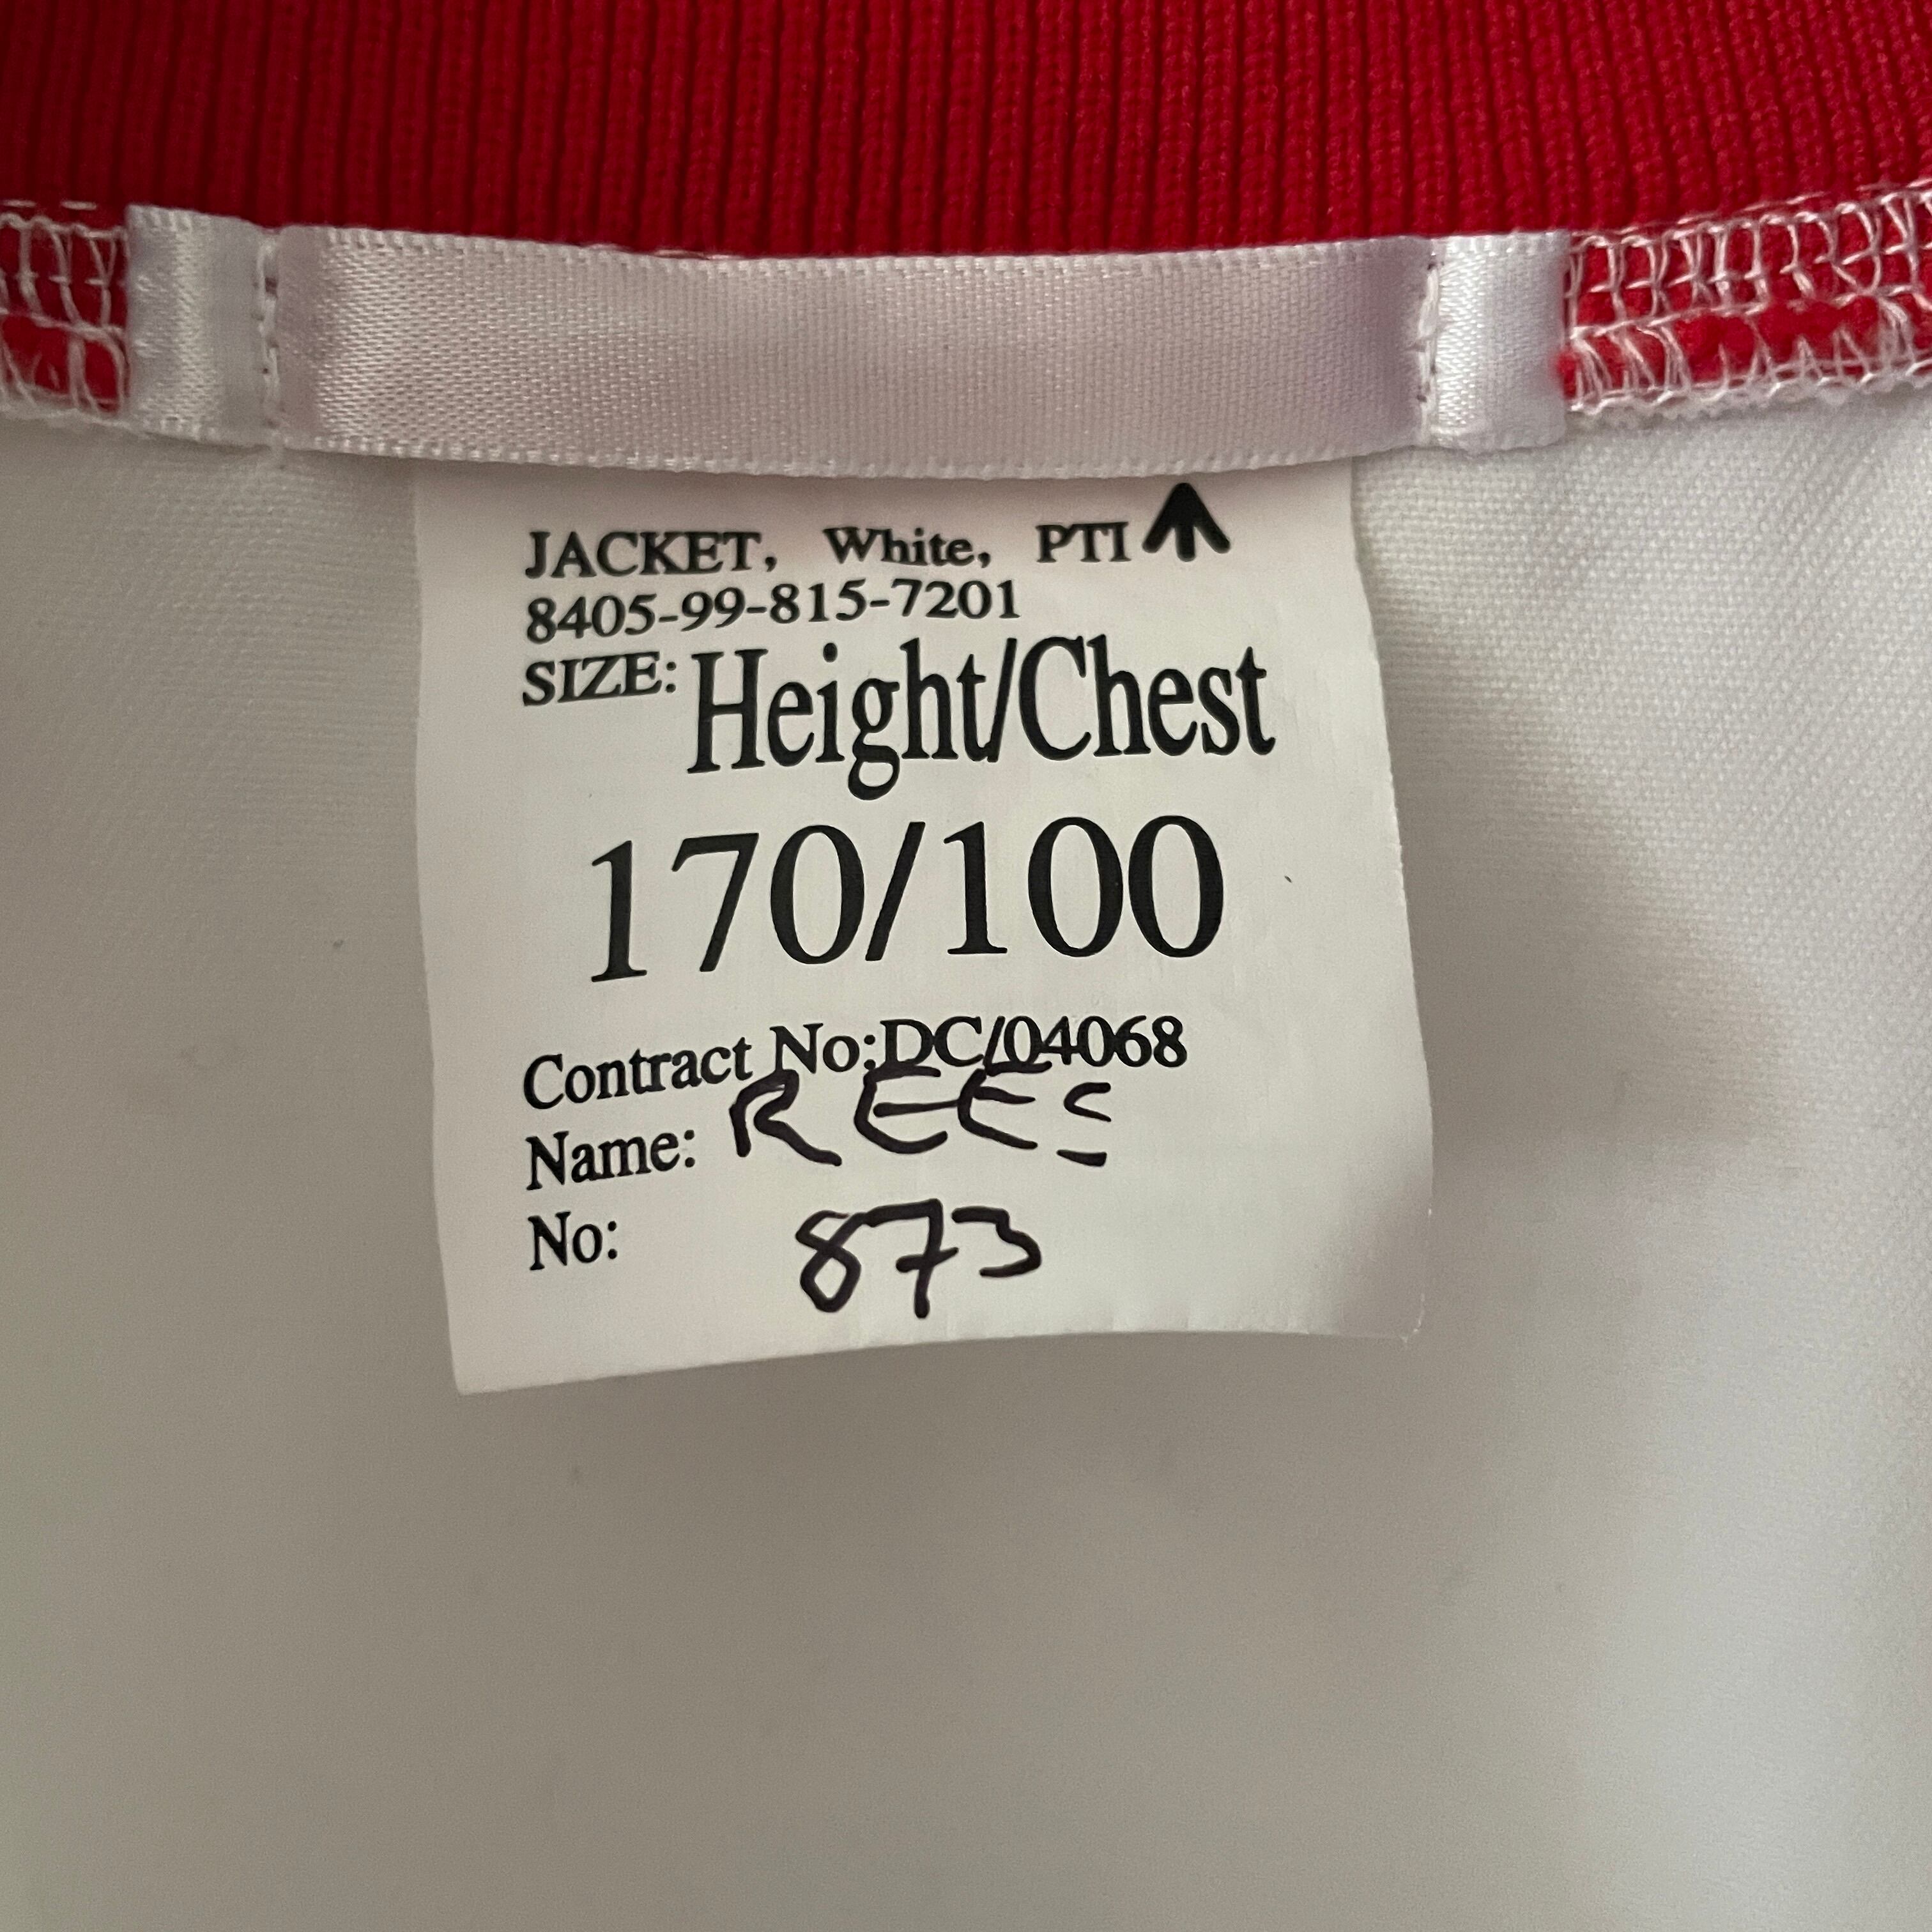 JACKET, White, PTI
8405-99-815-7201
SIZE: Height/Chest
170/100
Contract No:DC/04068
Name: REES
No: 873